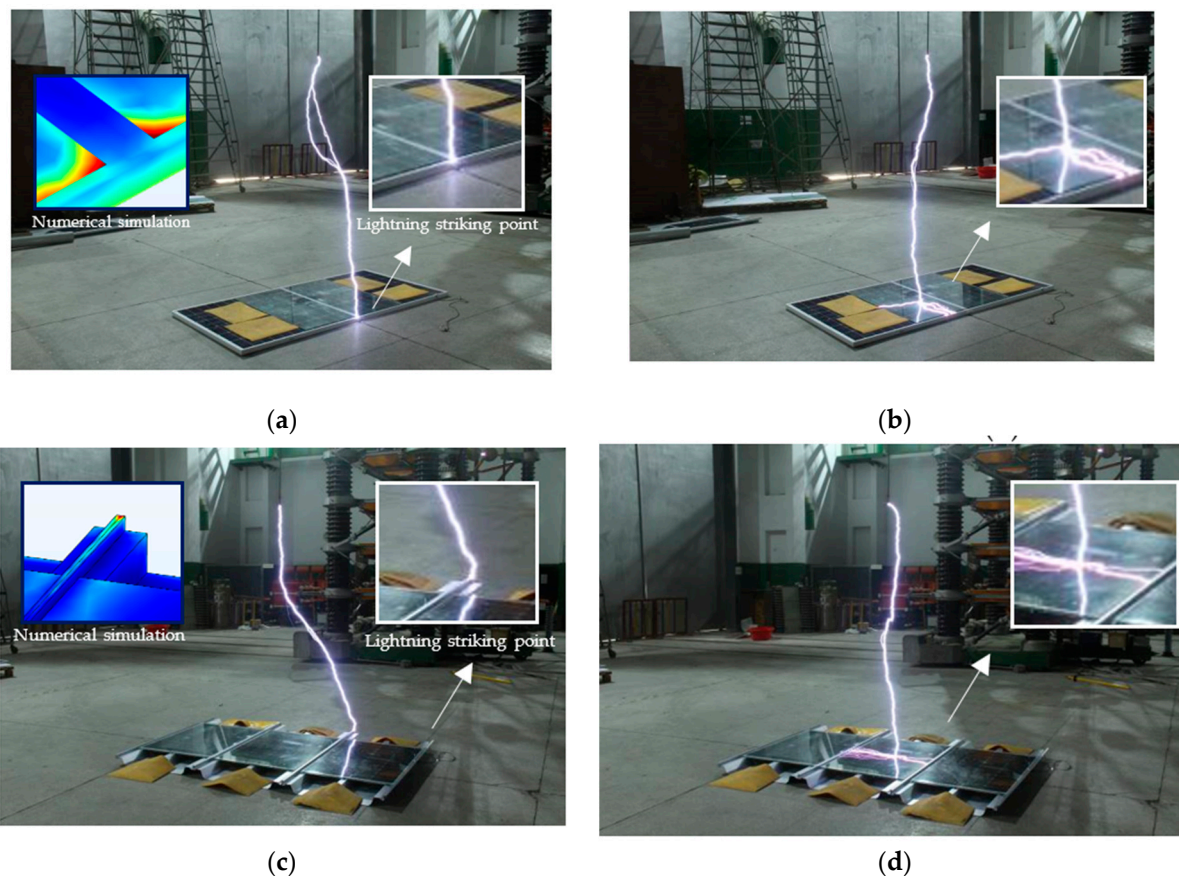 Numerical simulation
Lightning striking point
(a)
(b)
Numerical simulation
Lightning striking point
(c)
(d)